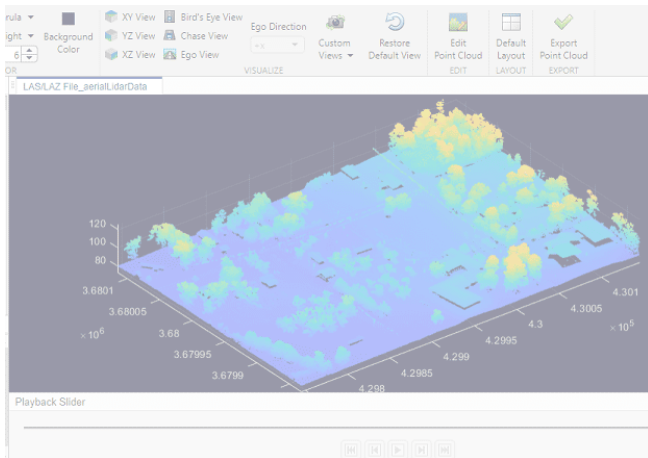 rula XY View Bird's Eye View Ego Direction
ight Background Color YZ View Chase View +x Custom Views Restore Default View Edit Point Cloud Default Layout Export Point Cloud
6 XZ View Ego View
OR VISUALIZE EDIT LAYOUT EXPORT
LAS/LAZ File_aerialLidarData
120
100
80
3.6801
3.68005
3.68
3.67995
3.6799
× 10⁶
4.301
4.3005
4.3
4.2995
4.299
4.2985
4.298
× 10⁵
Playback Slider